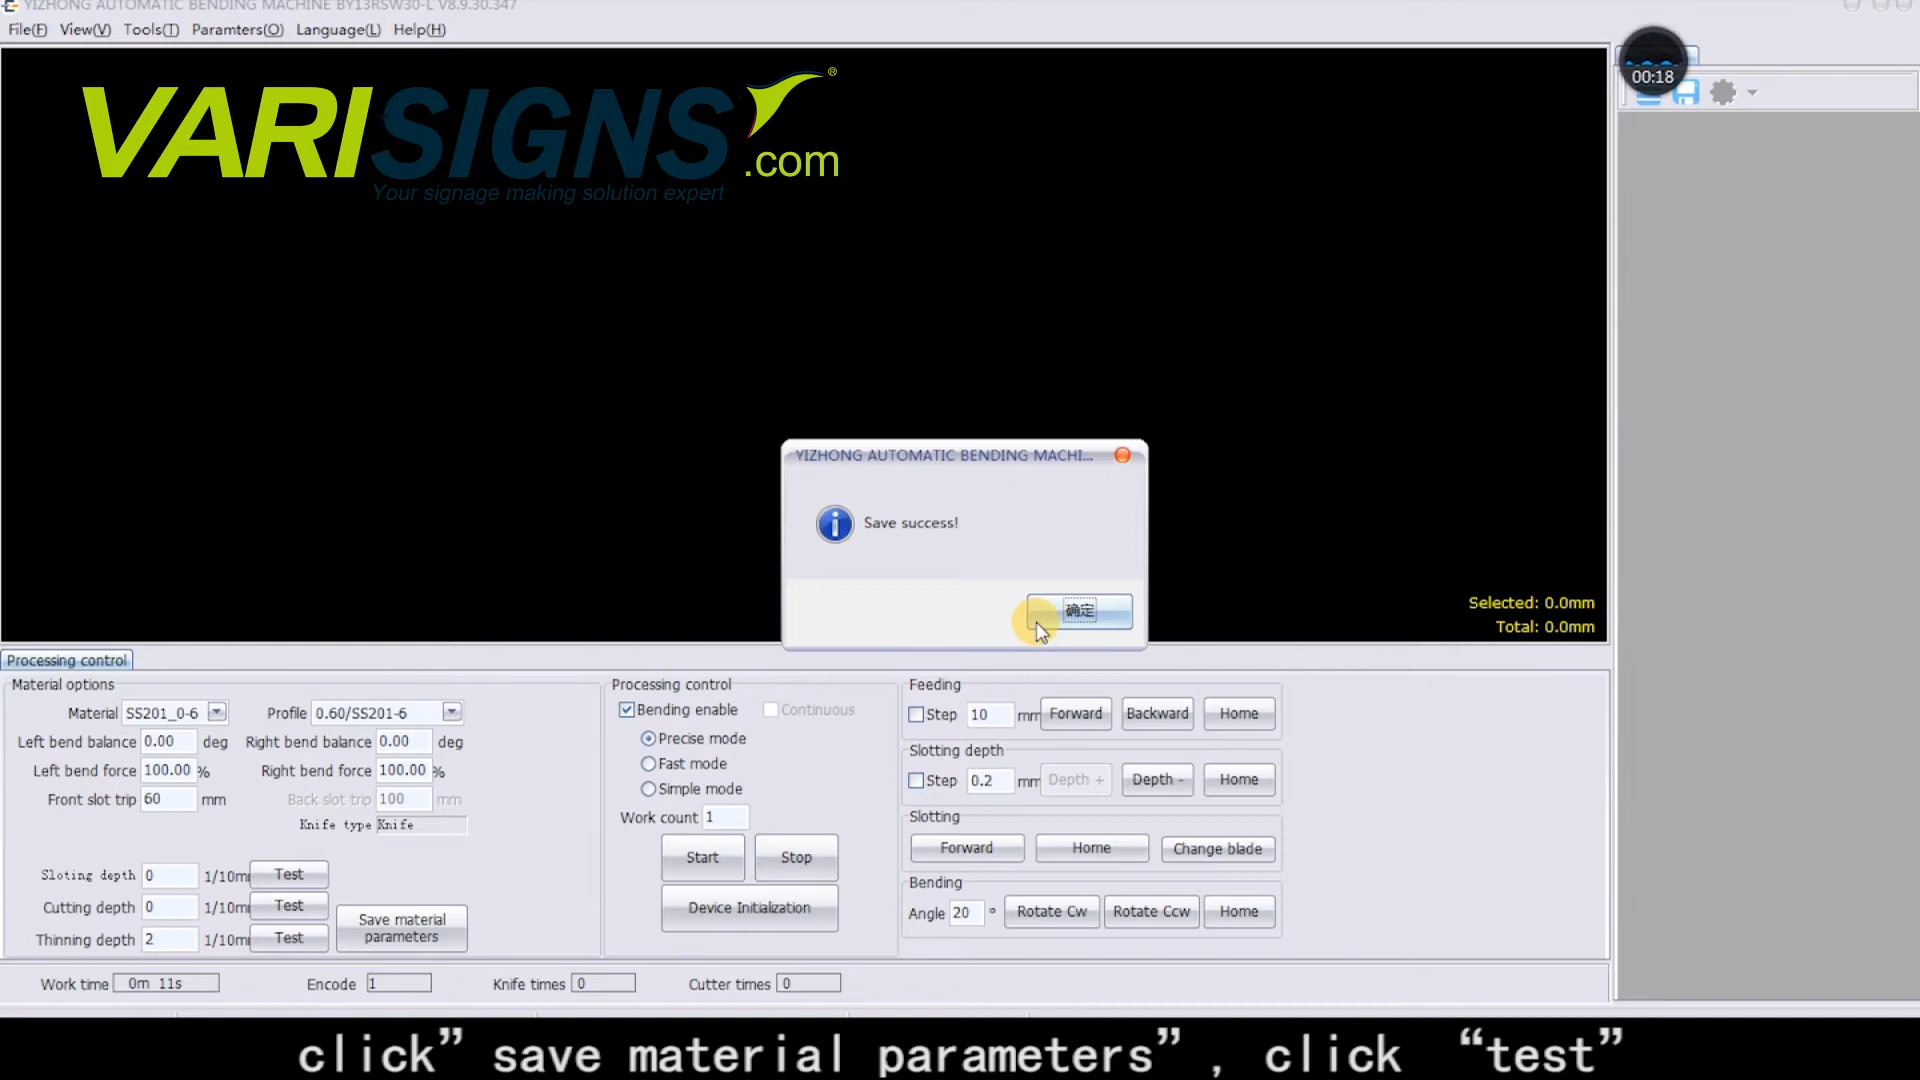 YIZHONG AUTOMATIC BENDING MACHINE BY13RSW30-L V8.9.30.347
File(F) View(V) Tools(T) Paramters(O) Language(L) Help(H)
00:18
VARISIGNS®
.com
Your signage making solution expert
YIZHONG AUTOMATIC BENDING MACHI...
Save success!
确定
Selected: 0.0mm
Total: 0.0mm
Processing control
Material options
Material SS201_0-6 Profile 0.60/SS201-6
Left bend balance 0.00 deg Right bend balance 0.00 deg
Left bend force 100.00 % Right bend force 100.00 %
Front slot trip 60 mm Back slot trip 100 mm
Knife type Knife
Sloting depth 0 1/10m Test
Cutting depth 0 1/10m Test
Thinning depth 2 1/10m Test
Save material
parameters
Processing control
Bending enable Continuous
Precise mode
Fast mode
Simple mode
Work count 1
Start Stop
Device Initialization
Feeding
Step 10 mm Forward Backward Home
Slotting depth
Step 0.2 mm Depth + Depth - Home
Slotting
Forward Home Change blade
Bending
Angle 20 ° Rotate Cw Rotate Ccw Home
Work time 0m 11s Encode 1 Knife times 0 Cutter times 0
click” save material parameters”, click “test”